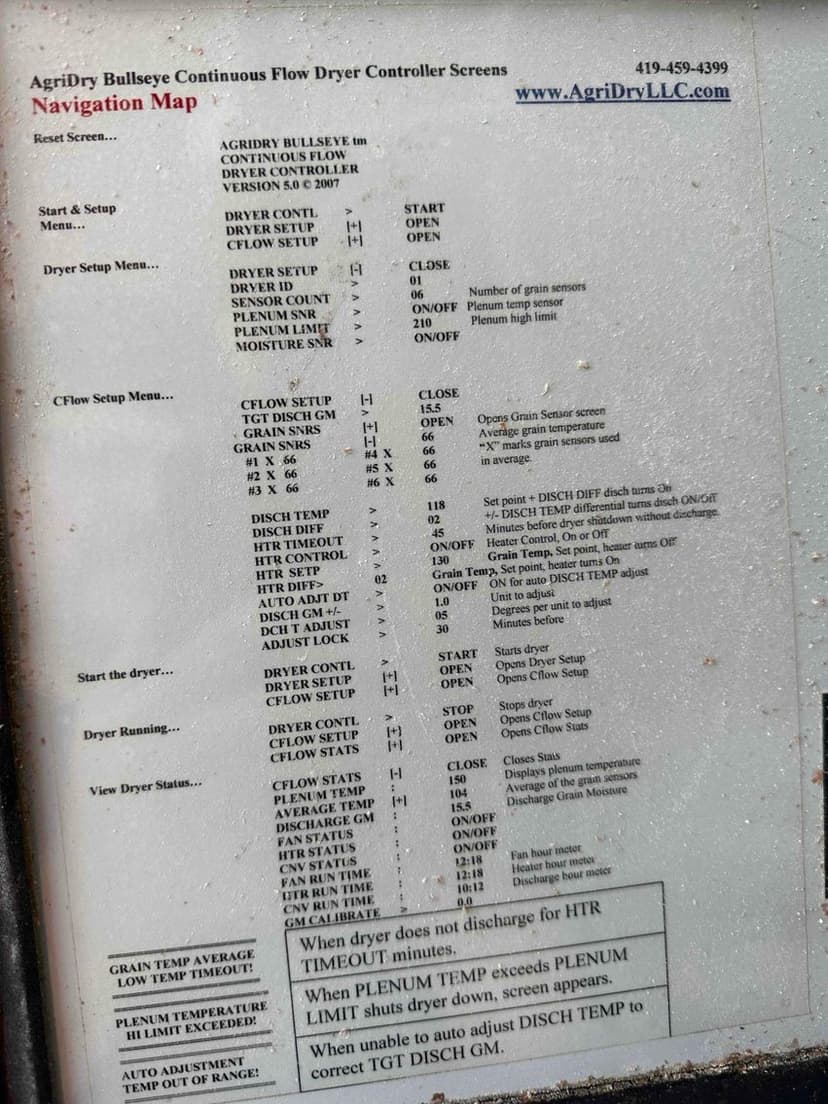 AgriDry Bullseye Continuous Flow Dryer Controller Screens 419-459-4399
Navigation Map www.AgriDryLLC.com
Reset Screen... AGRIDRY BULLSEYE tm
CONTINUOUS FLOW
DRYER CONTROLLER
VERSION 5.0 © 2007
Start & Setup
Menu...
DRYER CONTL > START
DRYER SETUP [+] OPEN
CFLOW SETUP [+] OPEN
Dryer Setup Menu... DRYER SETUP [-] CLOSE
DRYER ID > 01
SENSOR COUNT > 06 Number of grain sensors
PLENUM SNR > ON/OFF Plenum temp sensor
PLENUM LIMIT > 210 Plenum high limit
MOISTURE SNR > ON/OFF
CFlow Setup Menu... CFLOW SETUP [-] CLOSE
TGT DISCH GM > 15.5
GRAIN SNRS [+] OPEN Opens Grain Sensor screen
GRAIN SNRS [-] 66 Average grain temperature
#1 X 66 #4 X 66 "X" marks grain sensors used
#2 X 66 #5 X 66 in average.
#3 X 66 #6 X 66
DISCH TEMP > 118 Set point + DISCH DIFF disch turns On
DISCH DIFF > 02 +/- DISCH TEMP differential turns disch ON/Off
HTR TIMEOUT > 45 Minutes before dryer shutdown without discharge.
HTR CONTROL > ON/OFF Heater Control, On or Off
HTR SETP > 130 Grain Temp, Set point, heater turns Off
HTR DIFF> 02 Grain Temp, Set point, heater turns On
AUTO ADJT DT > ON/OFF ON for auto DISCH TEMP adjust
DISCH GM +/- > 1.0 Unit to adjust
DCH T ADJUST > 05 Degrees per unit to adjust
ADJUST LOCK > 30 Minutes before
Start the dryer... DRYER CONTL > START Starts dryer
DRYER SETUP [+] OPEN Opens Dryer Setup
CFLOW SETUP [+] OPEN Opens Cflow Setup
Dryer Running... DRYER CONTL > STOP Stops dryer
CFLOW SETUP [+] OPEN Opens Cflow Setup
CFLOW STATS [+] OPEN Opens Cflow Stats
View Dryer Status... CFLOW STATS [-] CLOSE Closes Stats
PLENUM TEMP : 150 Displays plenum temperature
AVERAGE TEMP [+] 104 Average of the grain sensors
DISCHARGE GM : 15.5 Discharge Grain Moisture
FAN STATUS : ON/OFF
HTR STATUS : ON/OFF
CNV STATUS : ON/OFF
FAN RUN TIME : 12:18 Fan hour meter
HTR RUN TIME : 12:18 Heater hour meter
CNV RUN TIME : 10:12 Discharge hour meter
GM CALIBRATE > 0.0
GRAIN TEMP AVERAGE
LOW TEMP TIMEOUT!
When dryer does not discharge for HTR
TIMEOUT minutes.
PLENUM TEMPERATURE
HI LIMIT EXCEEDED!
When PLENUM TEMP exceeds PLENUM
LIMIT shuts dryer down, screen appears.
AUTO ADJUSTMENT
TEMP OUT OF RANGE!
When unable to auto adjust DISCH TEMP to
correct TGT DISCH GM.